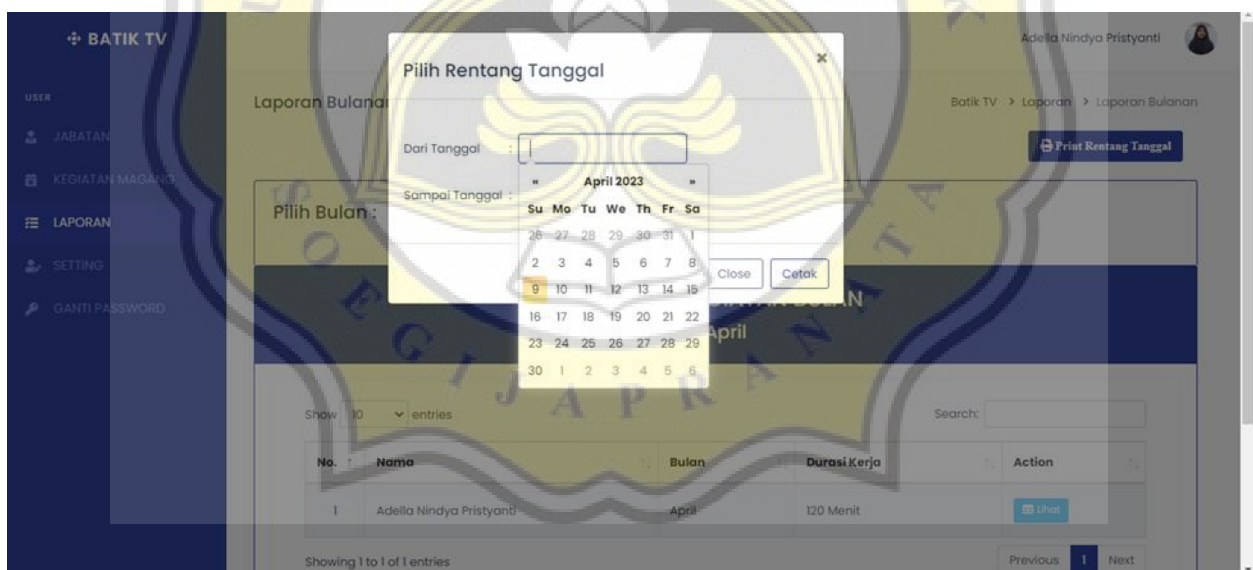 BATIK TV
Adella Nindya Pristyanti
USER
JABATAN
KEGIATAN MAGANG
LAPORAN
SETTING
GANTI PASSWORD
Laporan Bulanan
Batik TV > Laporan > Laporan Bulanan
Print Rentang Tanggal
Pilih Rentang Tanggal
×
Dari Tanggal :
Sampai Tanggal :
« April 2023 »
Su Mo Tu We Th Fr Sa
26 27 28 29 30 31 1
2 3 4 5 6 7 8
9 10 11 12 13 14 15
16 17 18 19 20 21 22
23 24 25 26 27 28 29
30 1 2 3 4 5 6
Close
Cetak
Pilih Bulan :
BULAN
April
Show 10 entries
Search:
No. Nama Bulan Durasi Kerja Action
1 Adella Nindya Pristyanti April 120 Menit Lihat
Showing 1 to 1 of 1 entries
Previous 1 Next
SOEGIJAPRANATA